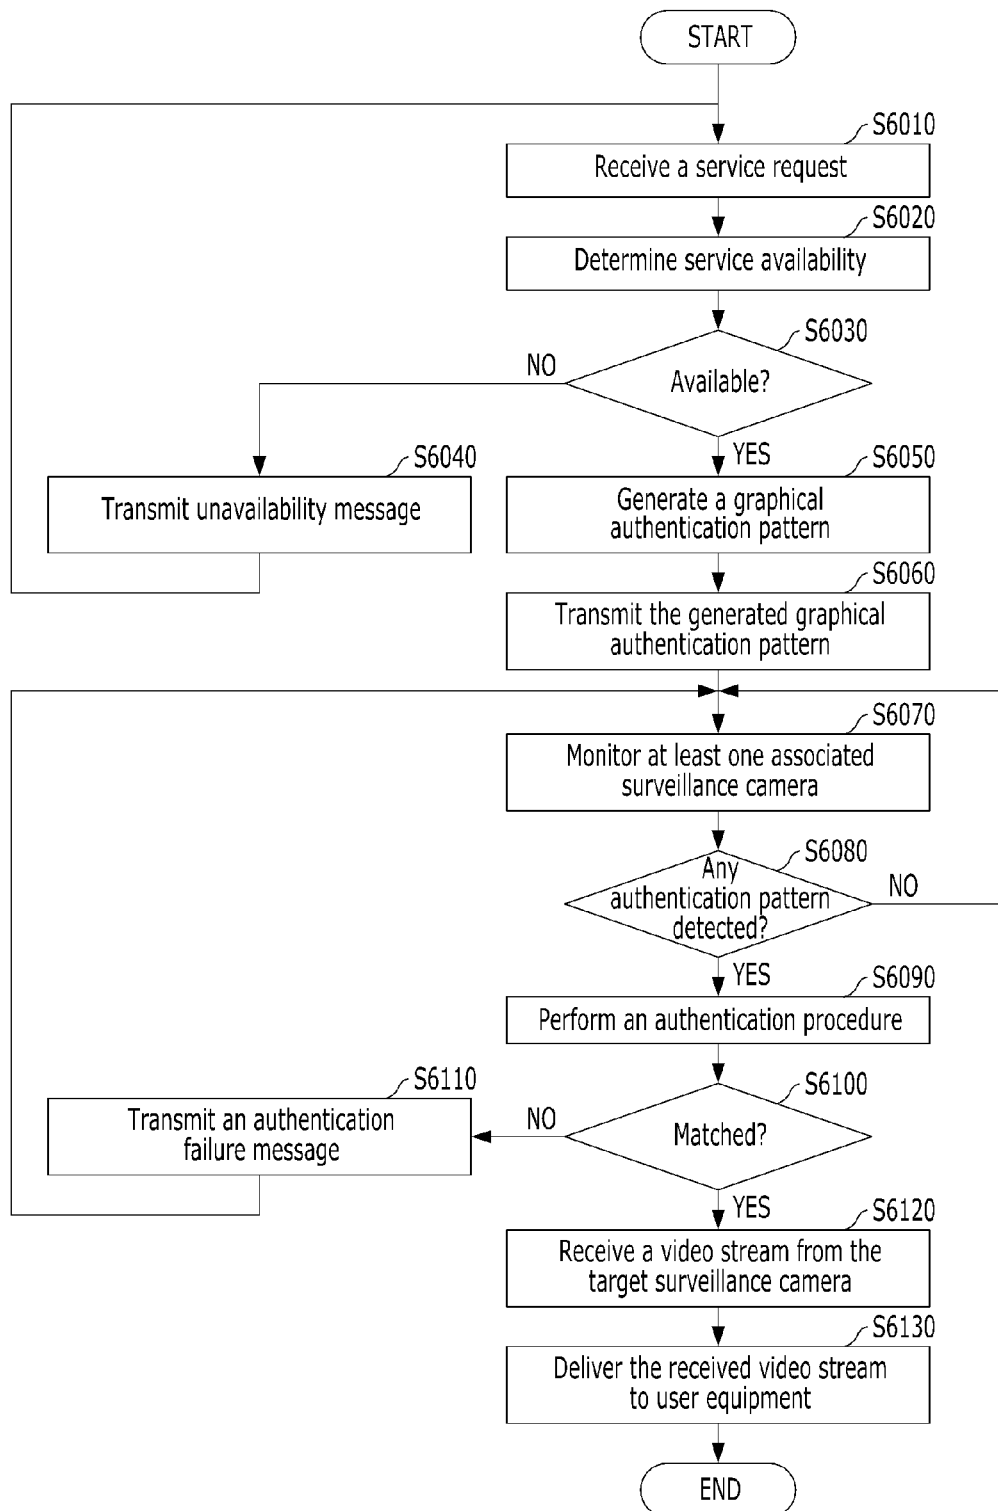 START
S6010
Receive a service request
S6020
Determine service availability
S6030
Available?
NO
YES
S6040
Transmit unavailability message
S6050
Generate a graphical
authentication pattern
S6060
Transmit the generated graphical
authentication pattern
S6070
Monitor at least one associated
surveillance camera
S6080
Any
authentication pattern
detected?
NO
YES
S6090
Perform an authentication procedure
S6100
Matched?
NO
S6110
Transmit an authentication
failure message
YES
S6120
Receive a video stream from the
target surveillance camera
S6130
Deliver the received video stream
to user equipment
END